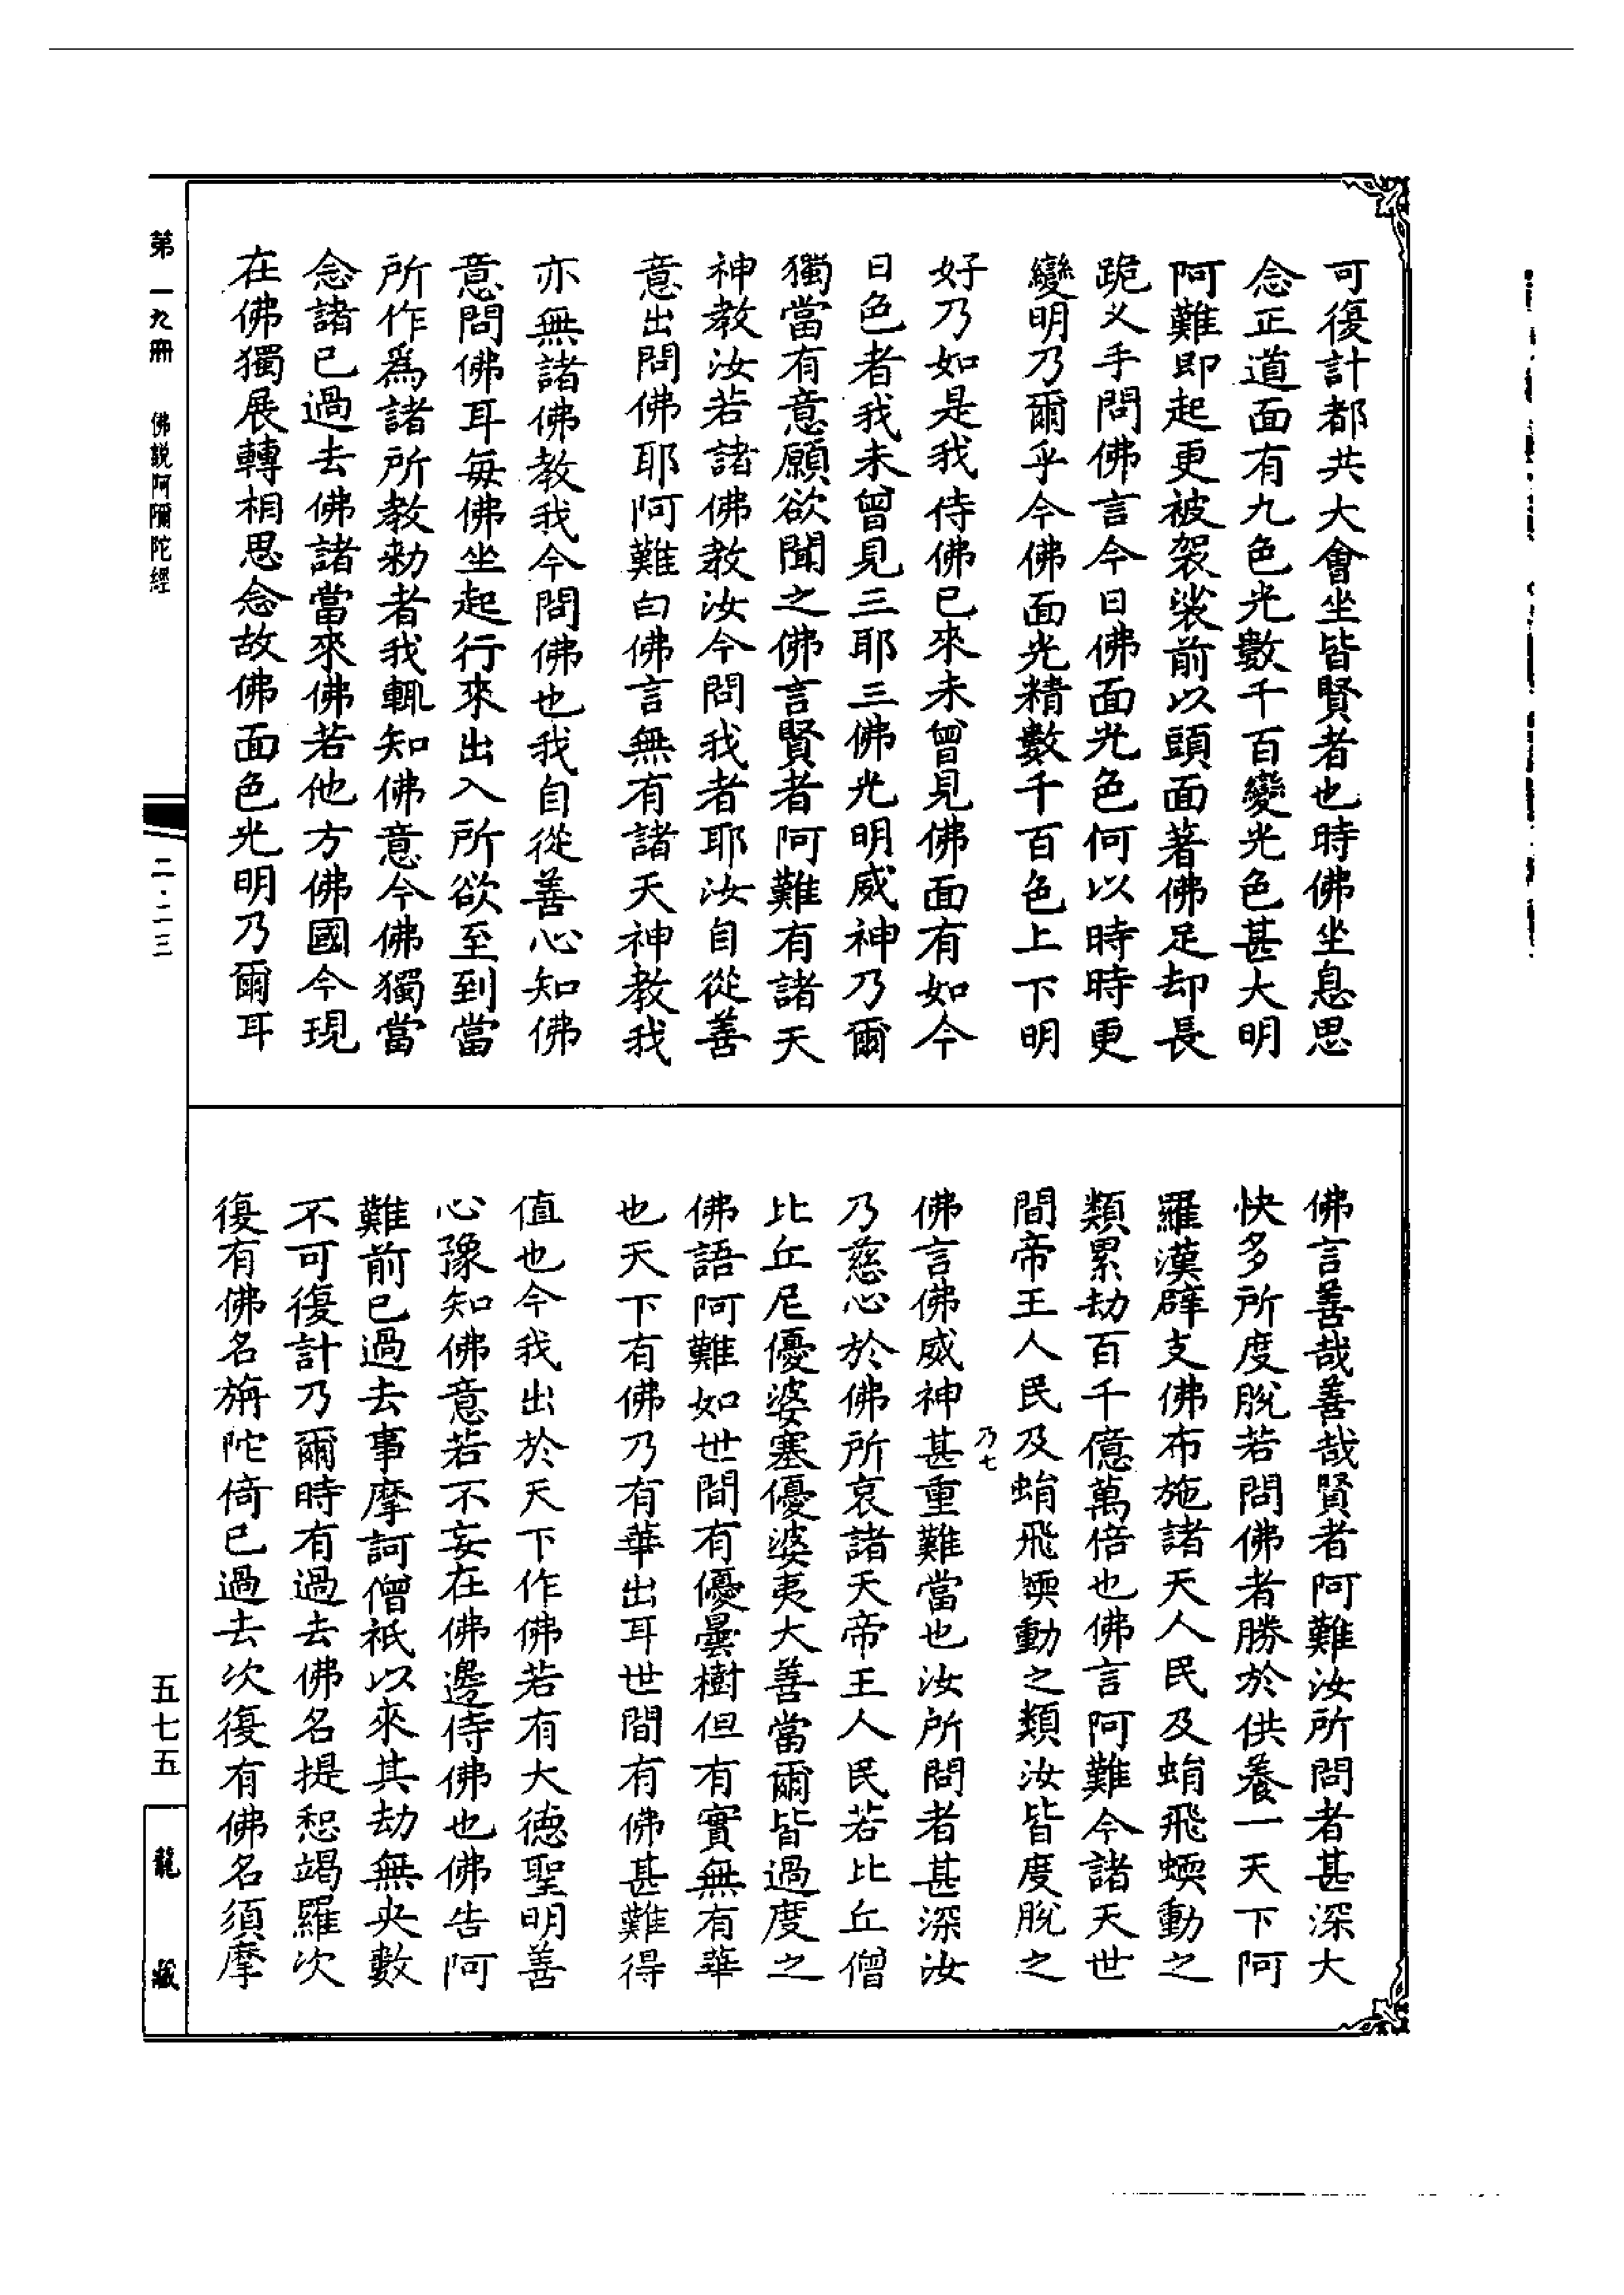 可復計都共大會坐皆賢者也時佛坐息思
念正道面有九色光數千百變光色甚大明
阿難即起更被袈裟前以頭面著佛足却長
跪叉手問佛言今日佛面光色何以時時更
變明乃爾乎今佛面光精數千百色上下明
好乃如是我侍佛已來未曾見佛面有如今
日色者我未曾見三耶三佛光明威神乃爾
獨當有意願欲聞之佛言賢者阿難有諸天
神教汝若諸佛教汝今問我者耶汝自從善
意出問佛耶阿難白佛言無有諸天神教我
亦無諸佛教我今問佛也我自從善心知佛
意問佛耳每佛坐起行來出入所欲至到當
所作為諸所教勑者我輒知佛意今佛獨當
念諸已過去佛諸當來佛若他方佛國今現
在佛獨展轉相思念故佛面色光明乃爾耳
佛言善哉善哉賢者阿難汝所問者甚深大
快多所度脫若問佛者勝於供養一天下阿
羅漢辟支佛布施諸天人民及蜎飛蝡動之
類累劫百千億萬倍也佛言阿難今諸天世
間帝王人民及蜎飛蝡動之類汝皆度脫之
乃七
佛言佛威神甚重難當也汝所問者甚深汝
乃慈心於佛所哀諸天帝王人民若比丘僧
比丘尼優婆塞優婆夷大善當爾皆過度之
佛語阿難如世間有優曇樹但有實無有華
也天下有佛乃有華出耳世間有佛甚難得
值也今我出於天下作佛若有大德聖明善
心豫知佛意若不妄在佛邊侍佛也佛告阿
難前已過去事摩訶僧祇以來其劫無央數
不可復計乃爾時有過去佛名提惒竭羅次
復有佛名旃陀倚已過去次復有佛名須摩
第一九冊 佛說阿彌陀經
二·二三
五七五
龍藏